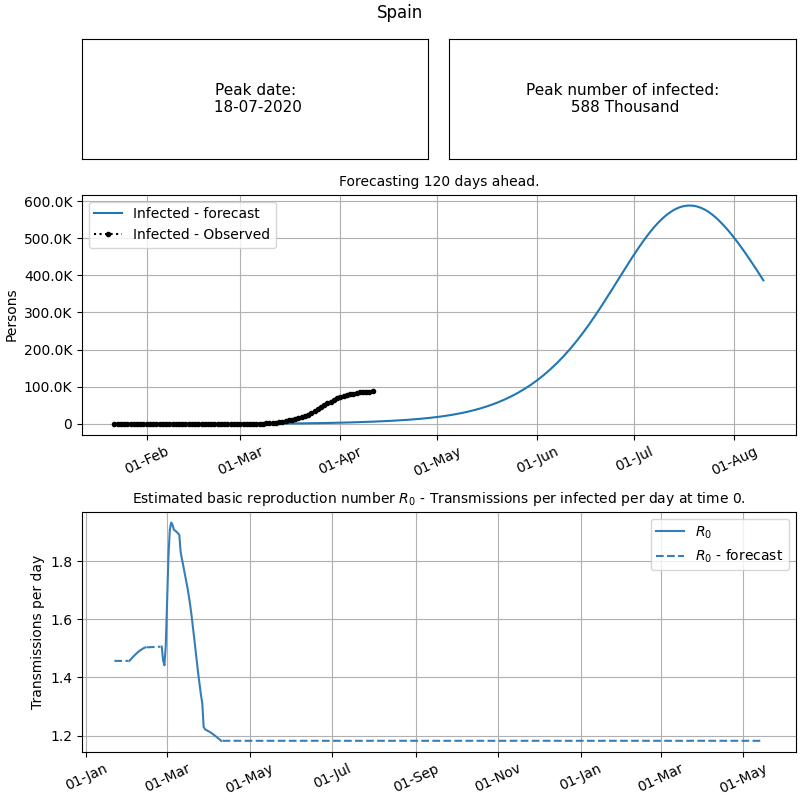 Spain
Peak date:
18-07-2020
Peak number of infected:
588 Thousand
Forecasting 120 days ahead.
600.0K
500.0K
400.0K
300.0K
200.0K
100.0K
0
Persons
Infected - forecast
Infected - Observed
01-Feb
01-Mar
01-Apr
01-May
01-Jun
01-Jul
01-Aug
Estimated basic reproduction number R₀ - Transmissions per infected per day at time 0.
1.8
1.6
1.4
1.2
Transmissions per day
R₀
R₀ - forecast
01-Jan
01-Mar
01-May
01-Jul
01-Sep
01-Nov
01-Jan
01-Mar
01-May